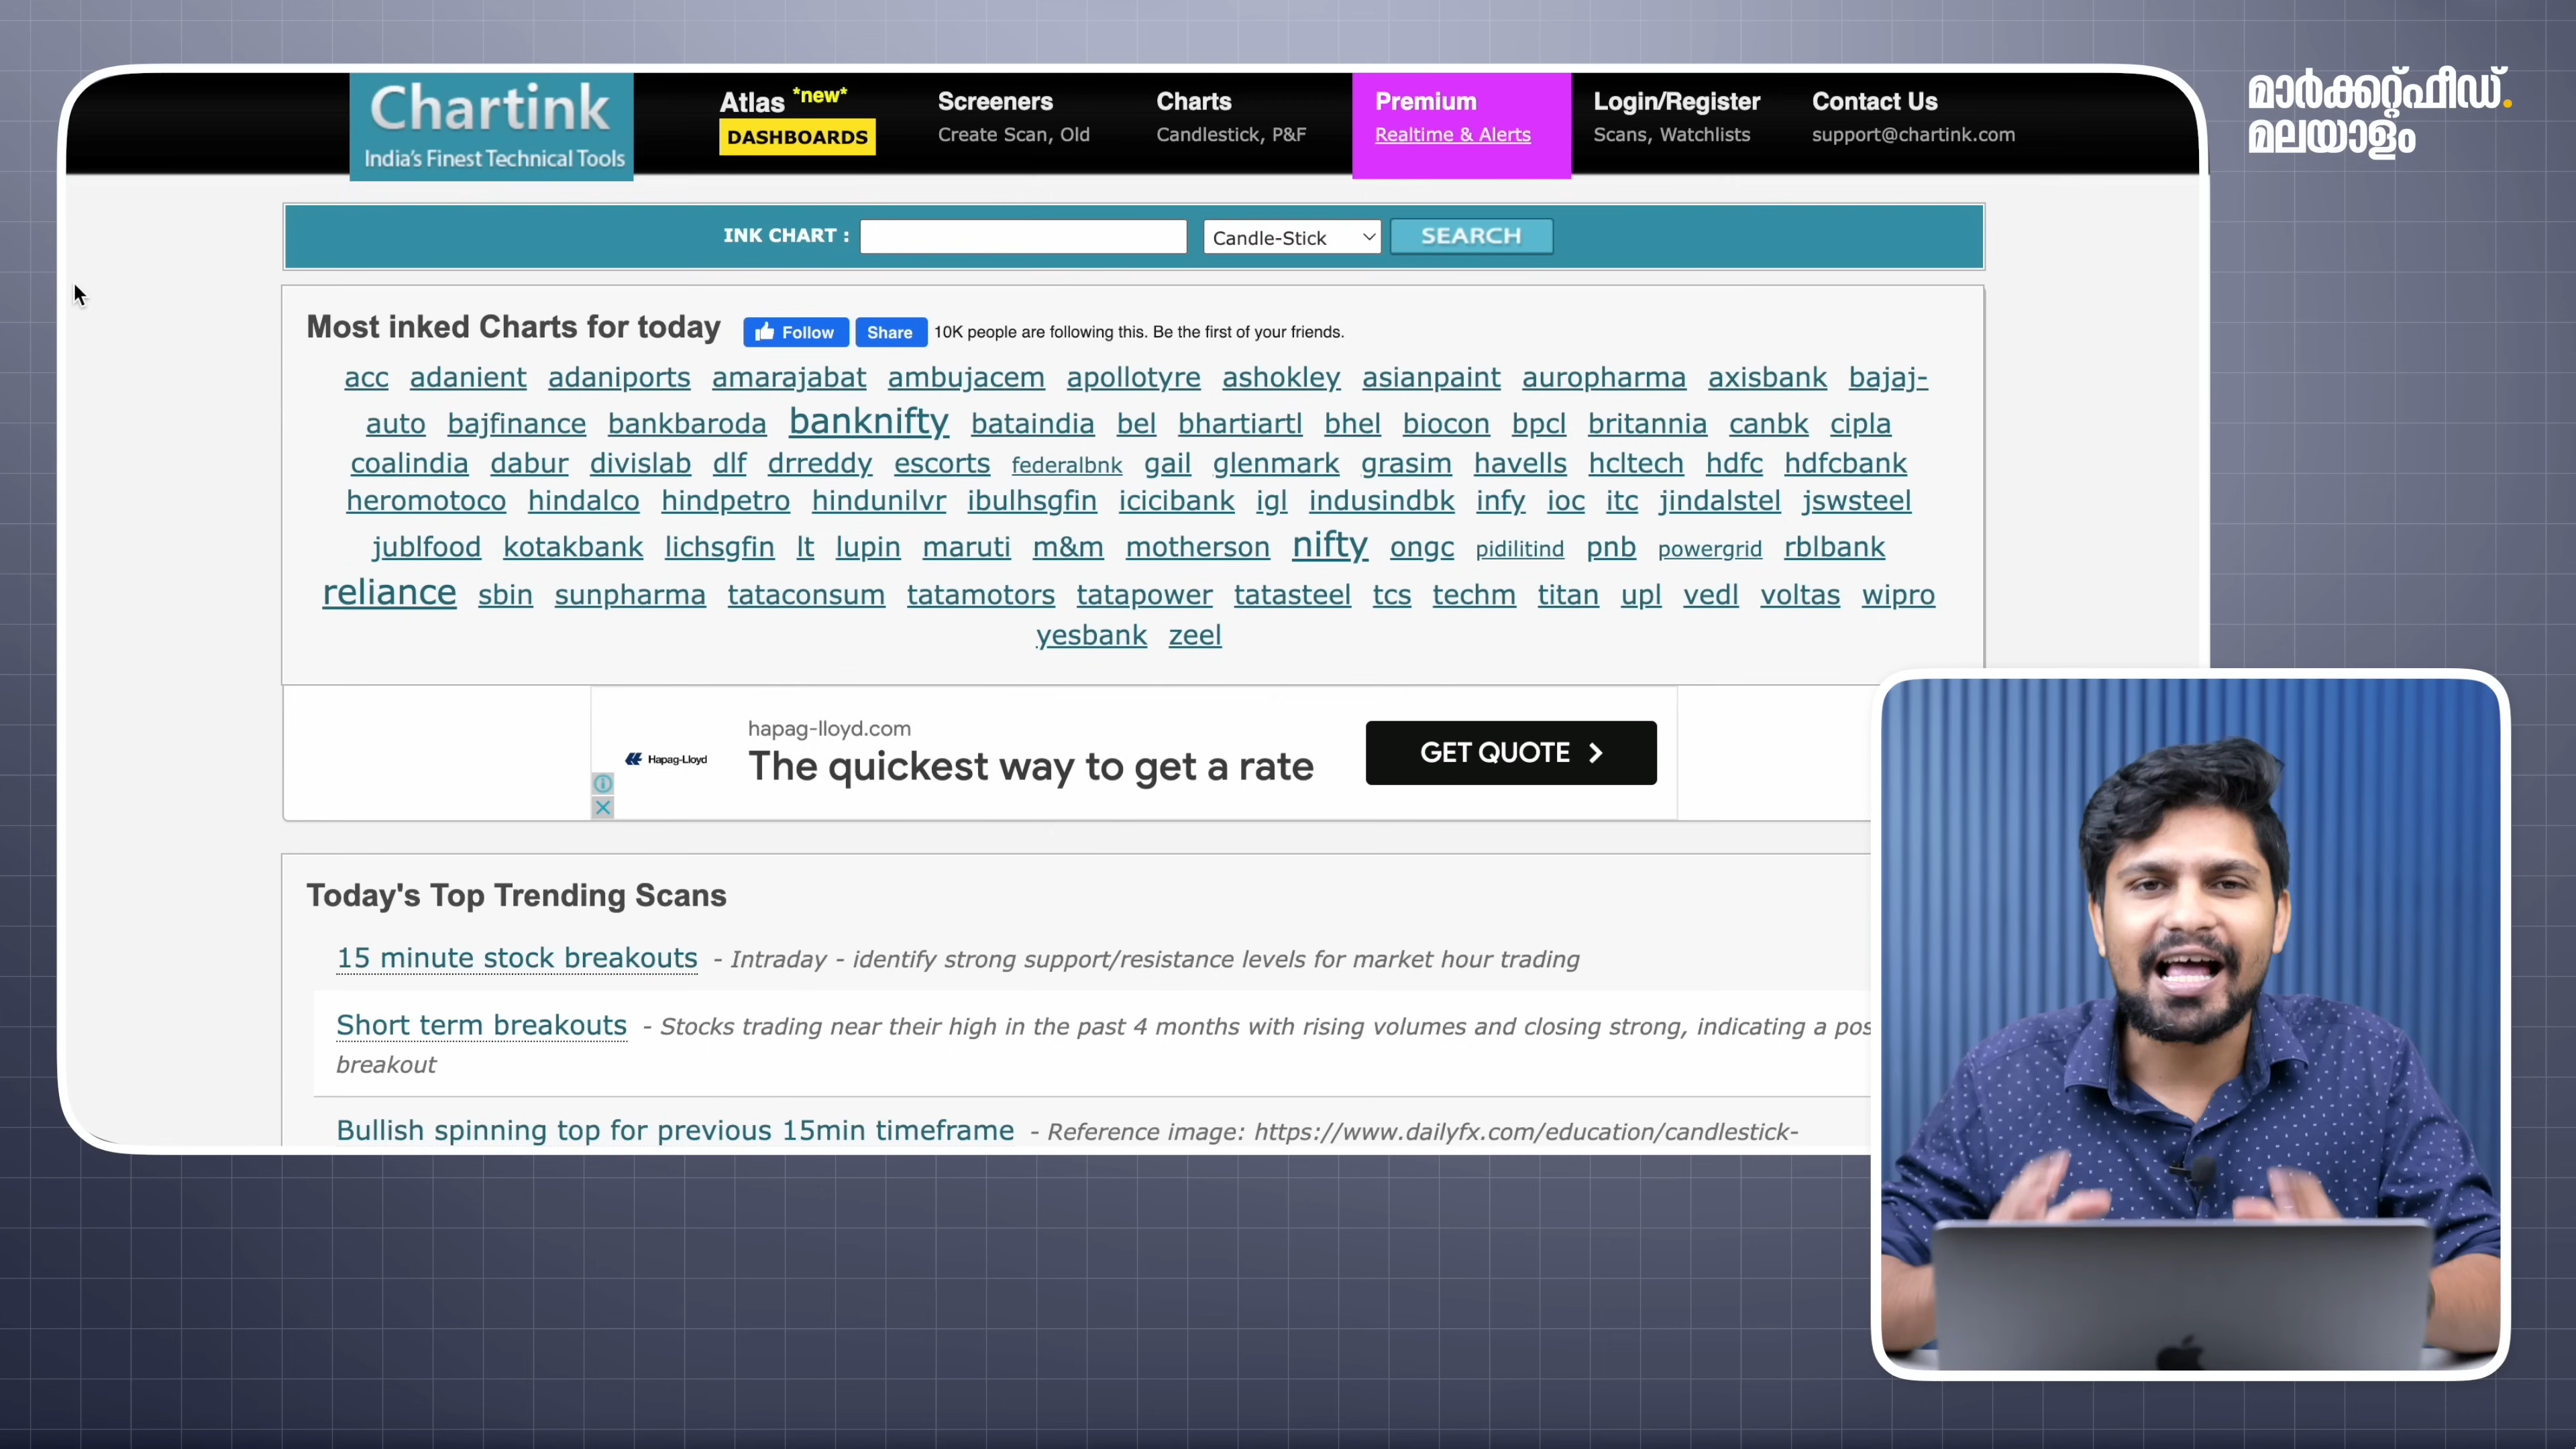 മാർക്കറ്റ്ഫീഡ്.
മലയാളം
Chartink
India's Finest Technical Tools
Atlas *new*
DASHBOARDS
Screeners
Create Scan, Old
Charts
Candlestick, P&F
Premium
Realtime & Alerts
Login/Register
Scans, Watchlists
Contact Us
support@chartink.com
INK CHART : Candle-Stick SEARCH
Most inked Charts for today Follow Share 10K people are following this. Be the first of your friends.
acc adanient adaniports amarajabat ambujacem apollotyre ashokley asianpaint auropharma axisbank bajaj-
auto bajfinance bankbaroda banknifty bataindia bel bhartiartl bhel biocon bpcl britannia canbk cipla
coalindia dabur divislab dlf drreddy escorts federalbnk gail glenmark grasim havells hcltech hdfc hdfcbank
heromotoco hindalco hindpetro hindunilvr ibulhsgfin icicibank igl indusindbk infy ioc itc jindalstel jswsteel
jublfood kotakbank lichsgfin lt lupin maruti m&m motherson nifty ongc pidilitind pnb powergrid rblbank
reliance sbin sunpharma tataconsum tatamotors tatapower tatasteel tcs techm titan upl vedl voltas wipro
yesbank zeel
Hapag-Lloyd
hapag-lloyd.com
The quickest way to get a rate
GET QUOTE
Today's Top Trending Scans
15 minute stock breakouts - Intraday - identify strong support/resistance levels for market hour trading
Short term breakouts - Stocks trading near their high in the past 4 months with rising volumes and closing strong, indicating a pos
breakout
Bullish spinning top for previous 15min timeframe - Reference image: https://www.dailyfx.com/education/candlestick-